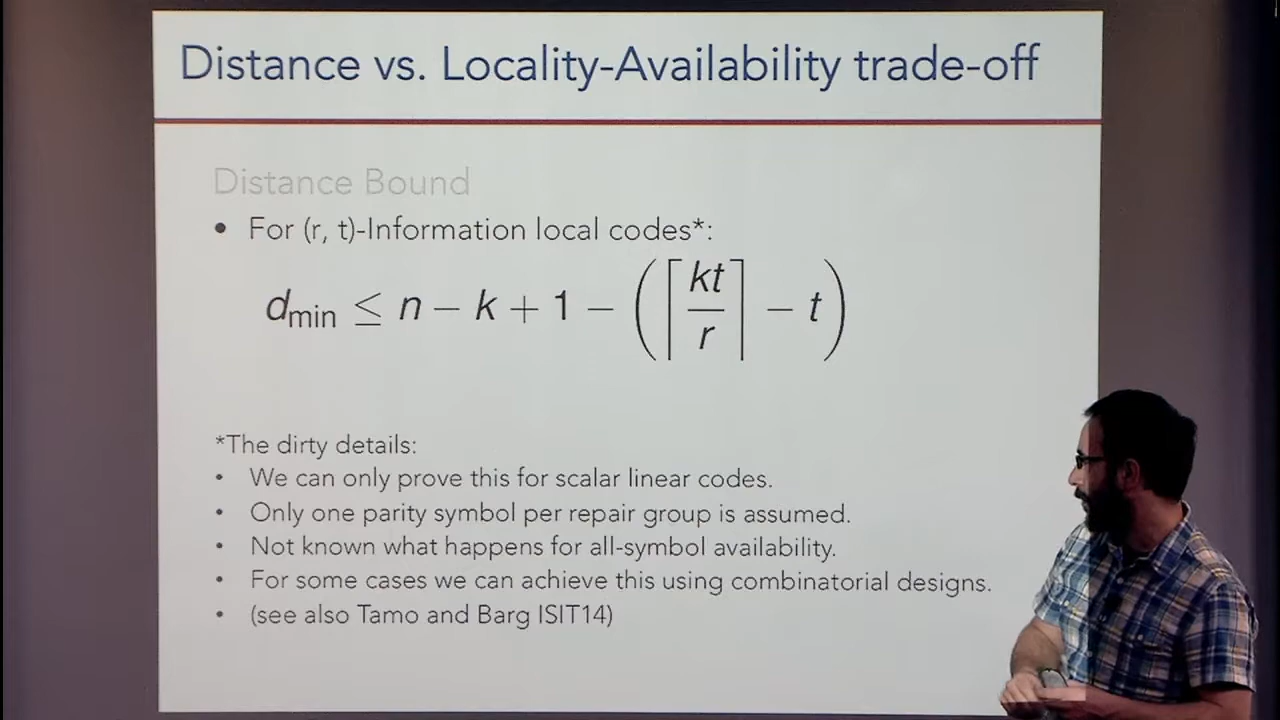 Distance vs. Locality-Availability trade-off
Distance Bound
• For (r, t)-Information local codes*:
d_min ≤ n − k + 1 − (⌈kt/r⌉ − t)
*The dirty details:
• We can only prove this for scalar linear codes.
• Only one parity symbol per repair group is assumed.
• Not known what happens for all-symbol availability.
• For some cases we can achieve this using combinatorial designs.
• (see also Tamo and Barg ISIT14)